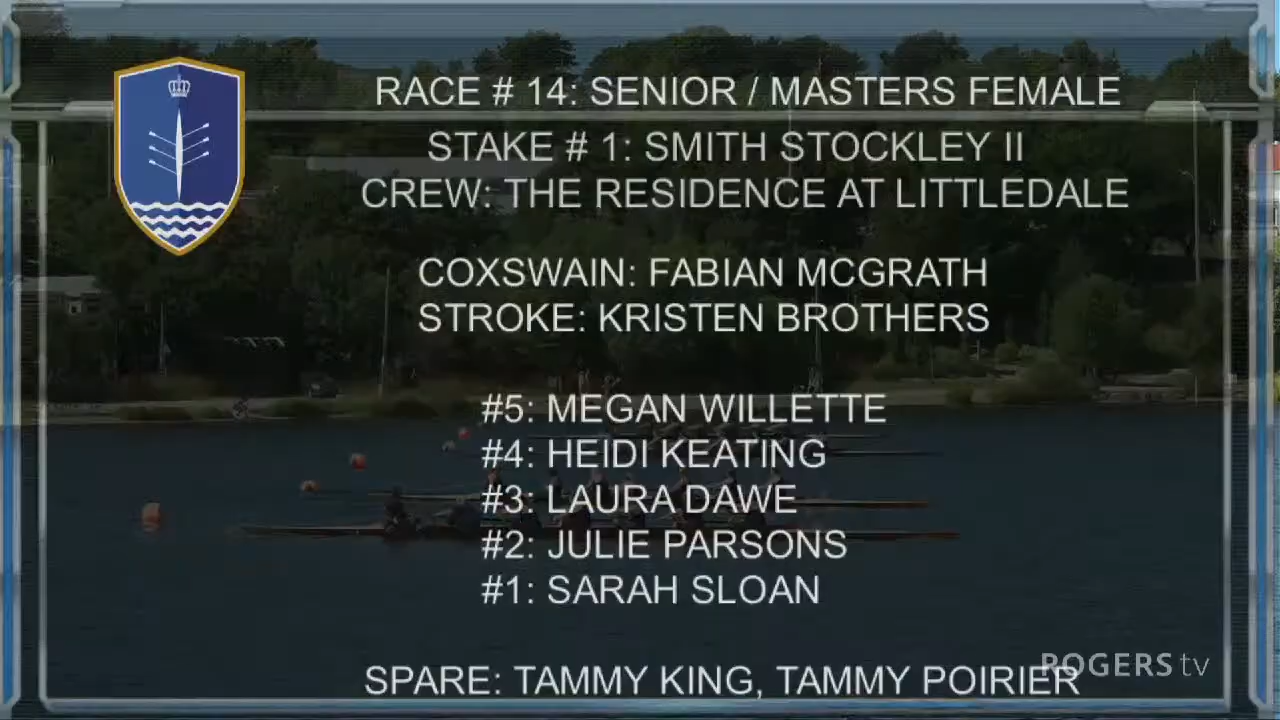 RACE # 14: SENIOR / MASTERS FEMALE
STAKE # 1: SMITH STOCKLEY II
CREW: THE RESIDENCE AT LITTLEDALE
COXSWAIN: FABIAN MCGRATH
STROKE: KRISTEN BROTHERS
#5: MEGAN WILLETTE
#4: HEIDI KEATING
#3: LAURA DAWE
#2: JULIE PARSONS
#1: SARAH SLOAN
SPARE: TAMMY KING, TAMMY POIRIER
ROGERS tv